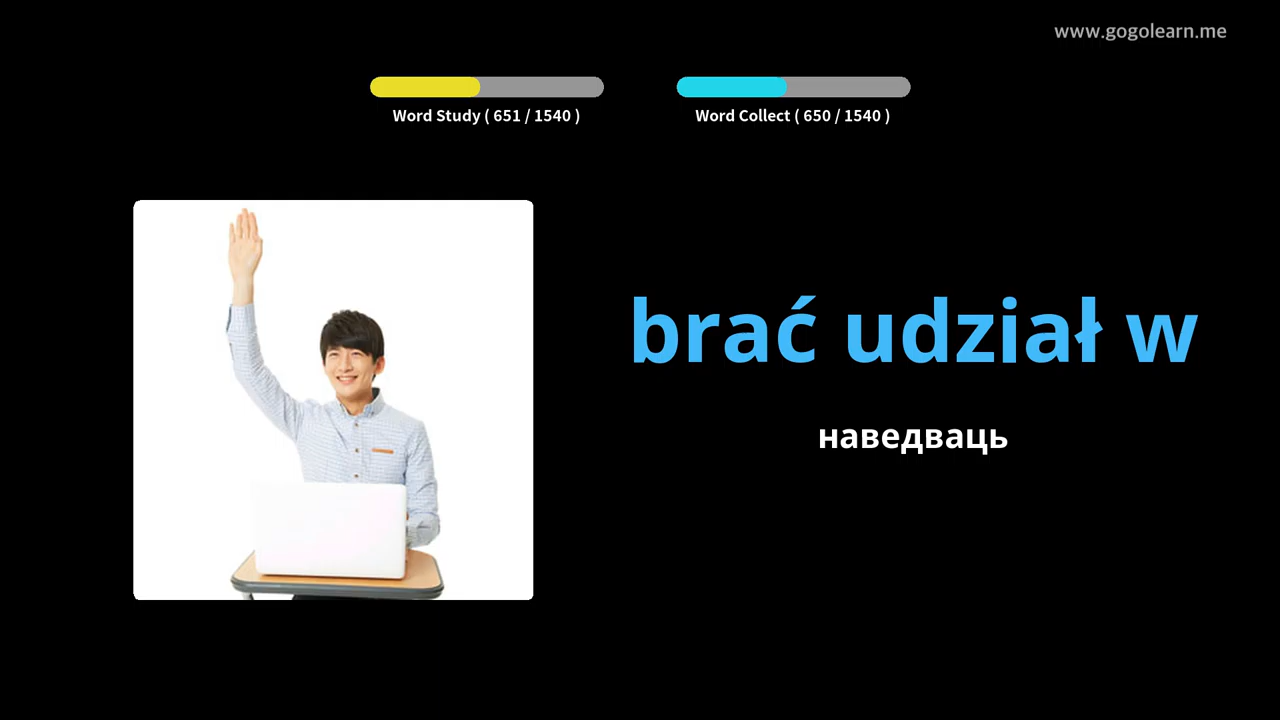 www.gogolearn.me
Word Study ( 651 / 1540 )
Word Collect ( 650 / 1540 )
brać udział w
наведваць